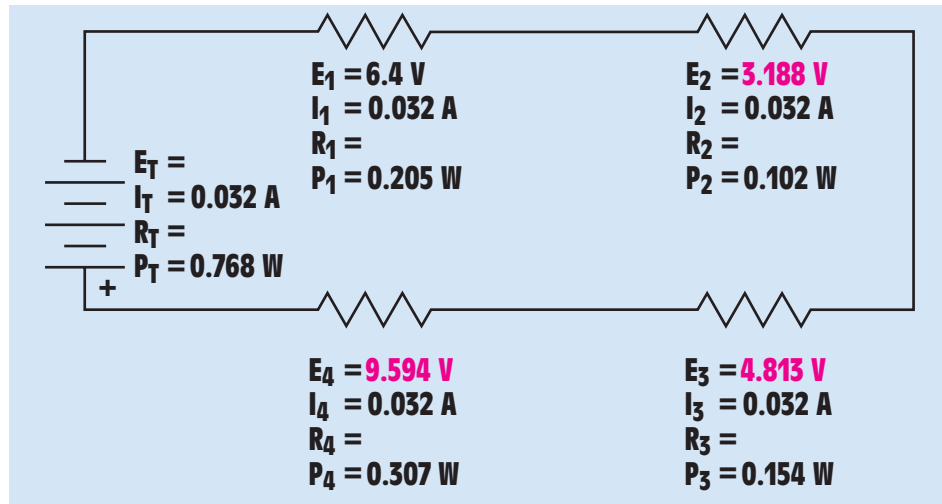 E1 = 6.4 V
I1 = 0.032 A
R1 =
P1 = 0.205 W
E2 = 3.188 V
I2 = 0.032 A
R2 =
P2 = 0.102 W
ET =
IT = 0.032 A
RT =
PT = 0.768 W
+
E4 = 9.594 V
I4 = 0.032 A
R4 =
P4 = 0.307 W
E3 = 4.813 V
I3 = 0.032 A
R3 =
P3 = 0.154 W